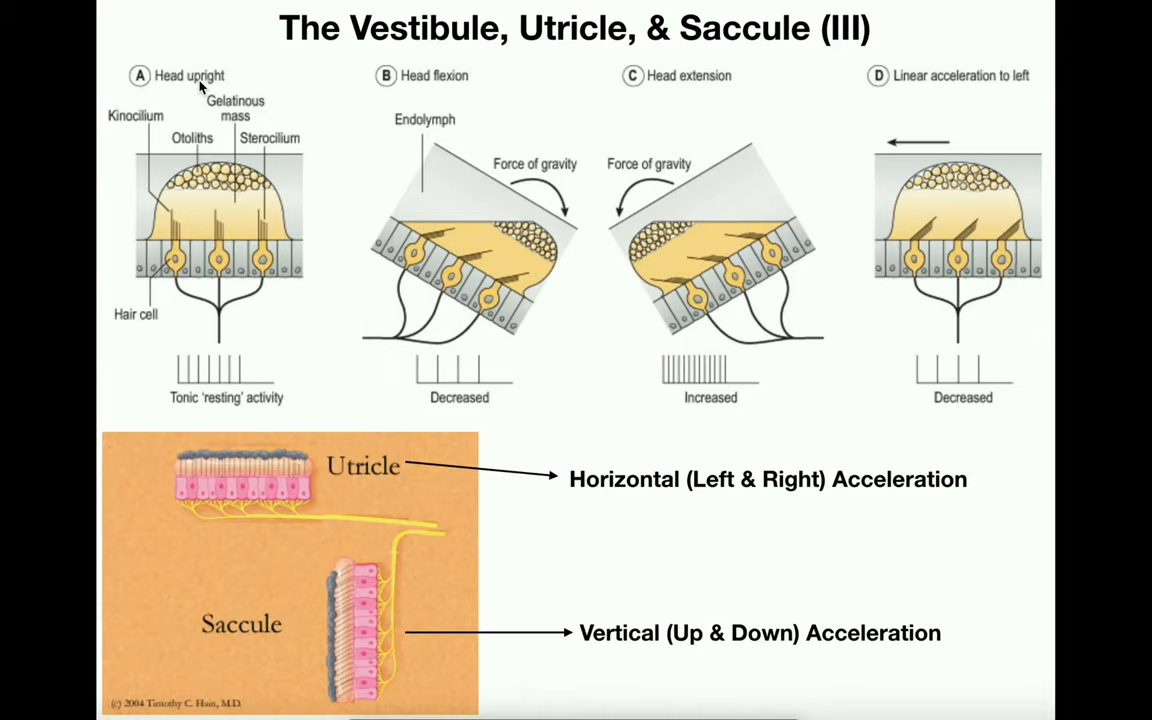 The Vestibule, Utricle, & Saccule (III)
A Head upright
B Head flexion
C Head extension
D Linear acceleration to left
Kinocilium
Gelatinous
mass
Otoliths
Sterocilium
Endolymph
Force of gravity
Force of gravity
Hair cell
Tonic 'resting' activity
Decreased
Increased
Decreased
Utricle
Horizontal (Left & Right) Acceleration
Saccule
Vertical (Up & Down) Acceleration
(c) 2004 Timothy C. Hain, M.D.